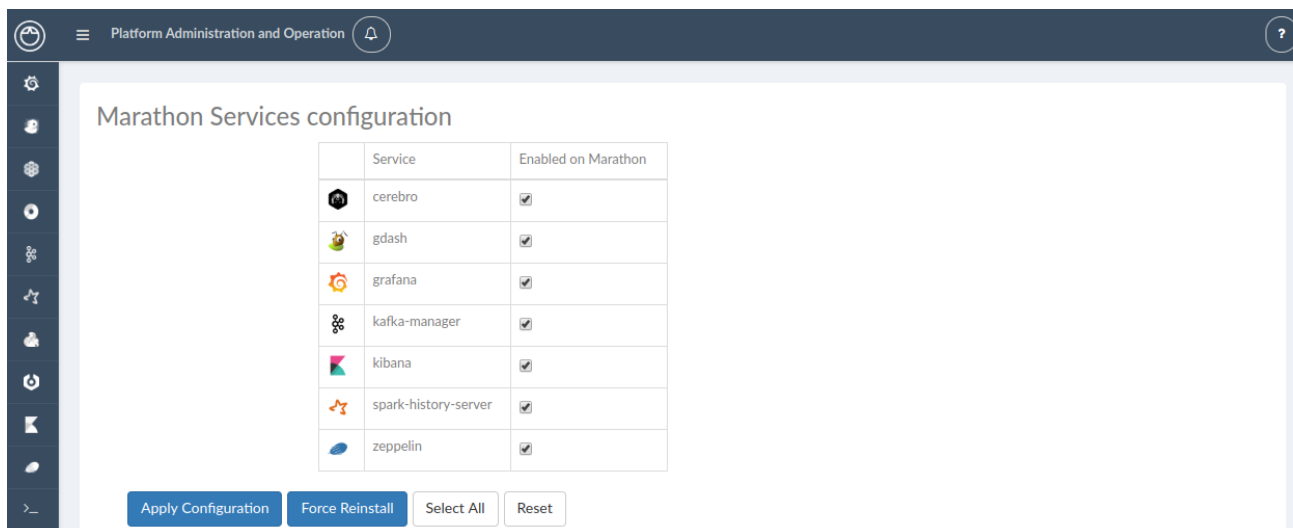 Platform Administration and Operation
?
Marathon Services configuration
Service Enabled on Marathon
cerebro
gdash
grafana
kafka-manager
kibana
spark-history-server
zeppelin
>_
Apply Configuration Force Reinstall Select All Reset